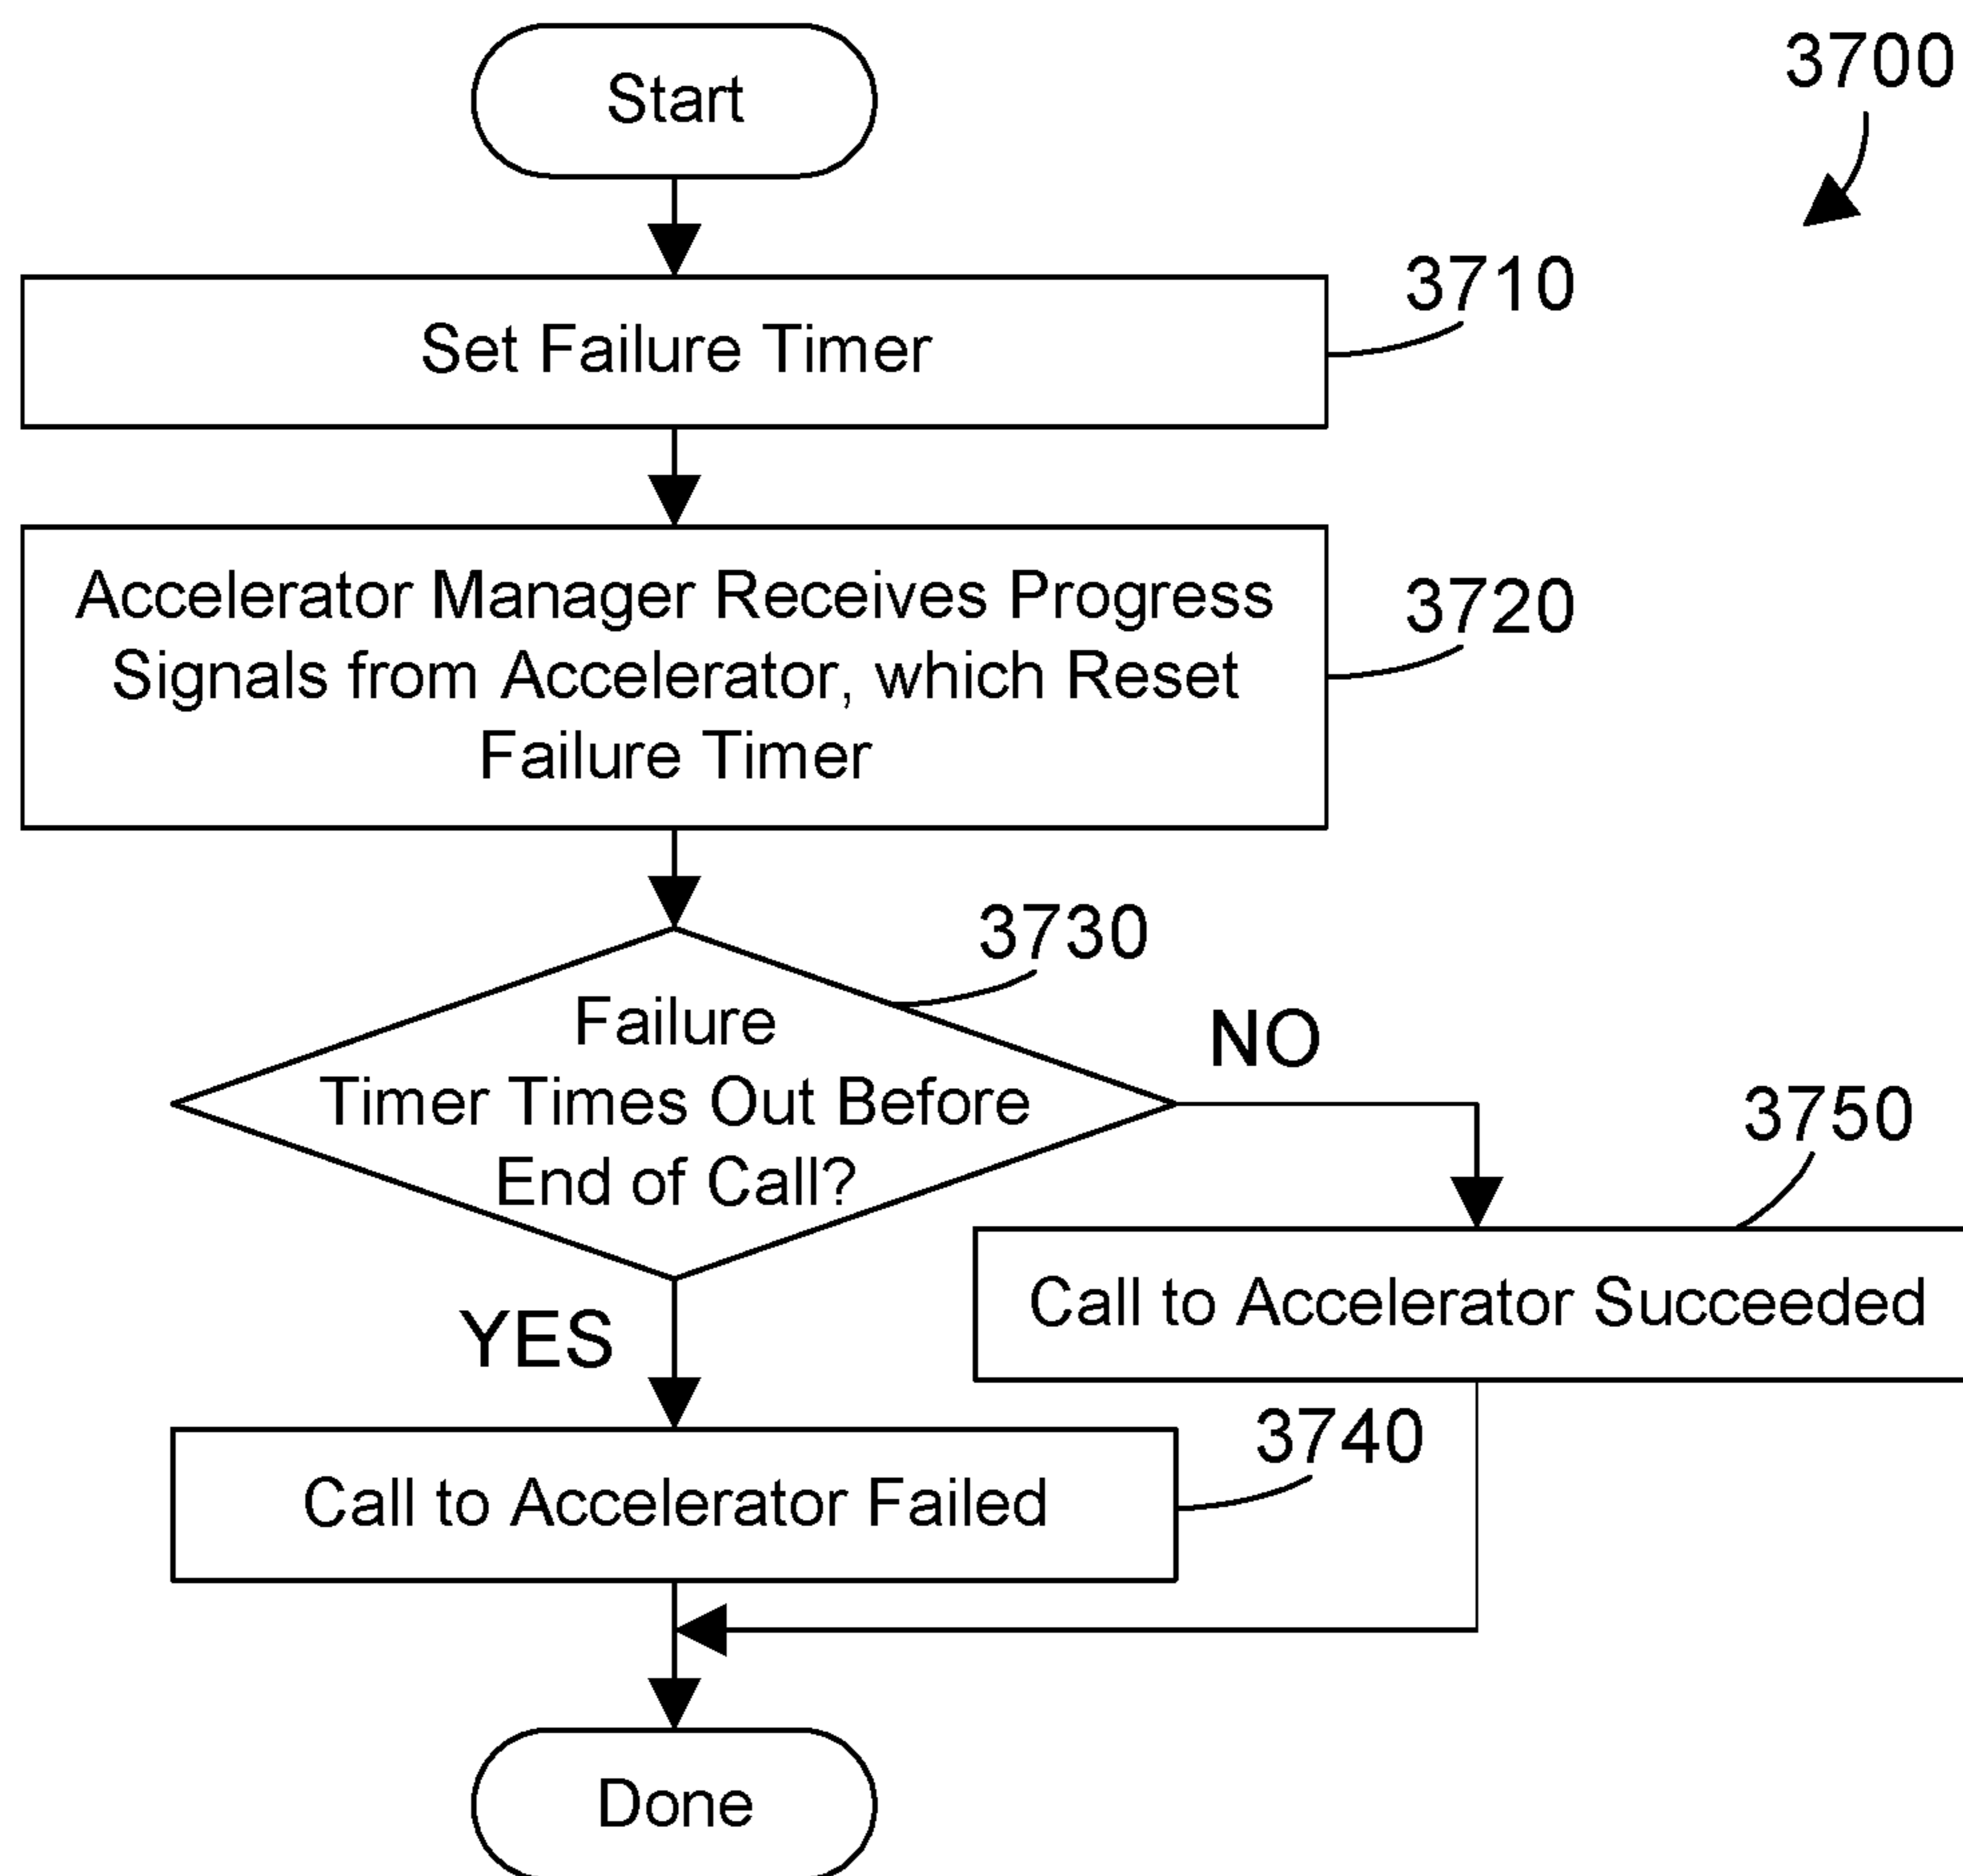 Start
3700
3710
Set Failure Timer
3720
Accelerator Manager Receives Progress
Signals from Accelerator, which Reset
Failure Timer
3730
Failure
Timer Times Out Before
End of Call?
NO
3750
Call to Accelerator Succeeded
YES
3740
Call to Accelerator Failed
Done